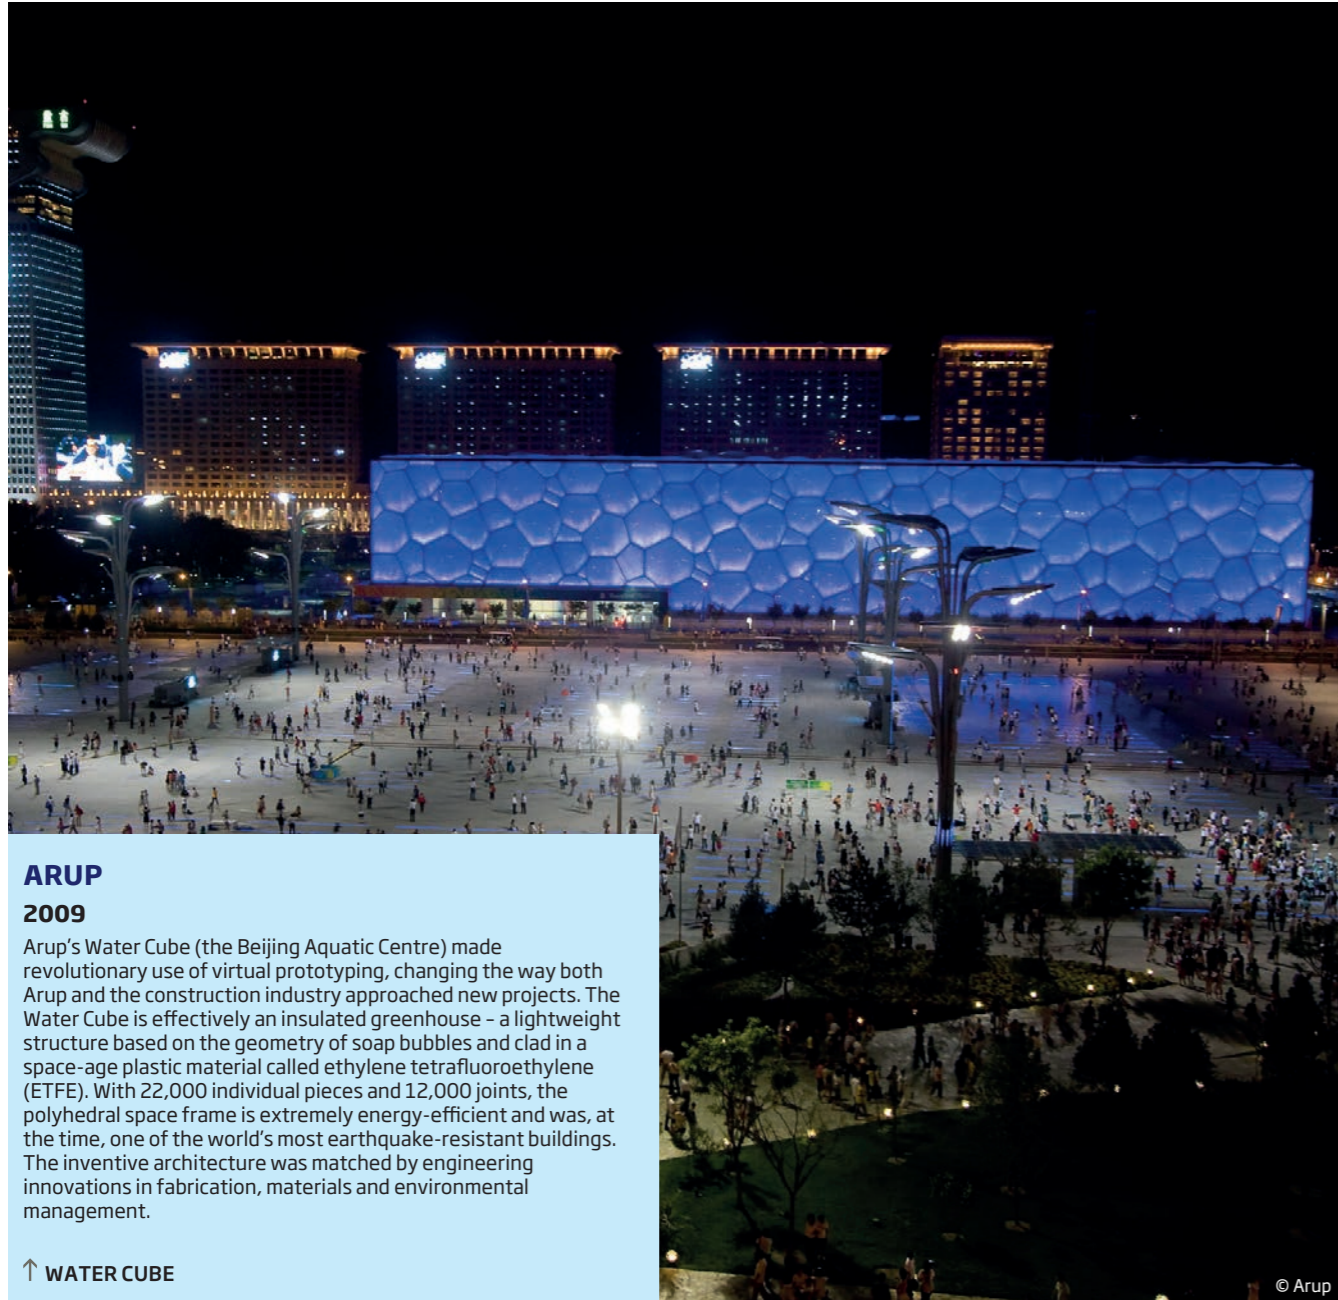 ARUP
2009
Arup’s Water Cube (the Beijing Aquatic Centre) made
revolutionary use of virtual prototyping, changing the way both
Arup and the construction industry approached new projects. The
Water Cube is effectively an insulated greenhouse – a lightweight
structure based on the geometry of soap bubbles and clad in a
space-age plastic material called ethylene tetrafluoroethylene
(ETFE). With 22,000 individual pieces and 12,000 joints, the
polyhedral space frame is extremely energy-efficient and was, at
the time, one of the world’s most earthquake-resistant buildings.
The inventive architecture was matched by engineering
innovations in fabrication, materials and environmental
management.
↑ WATER CUBE
© Arup